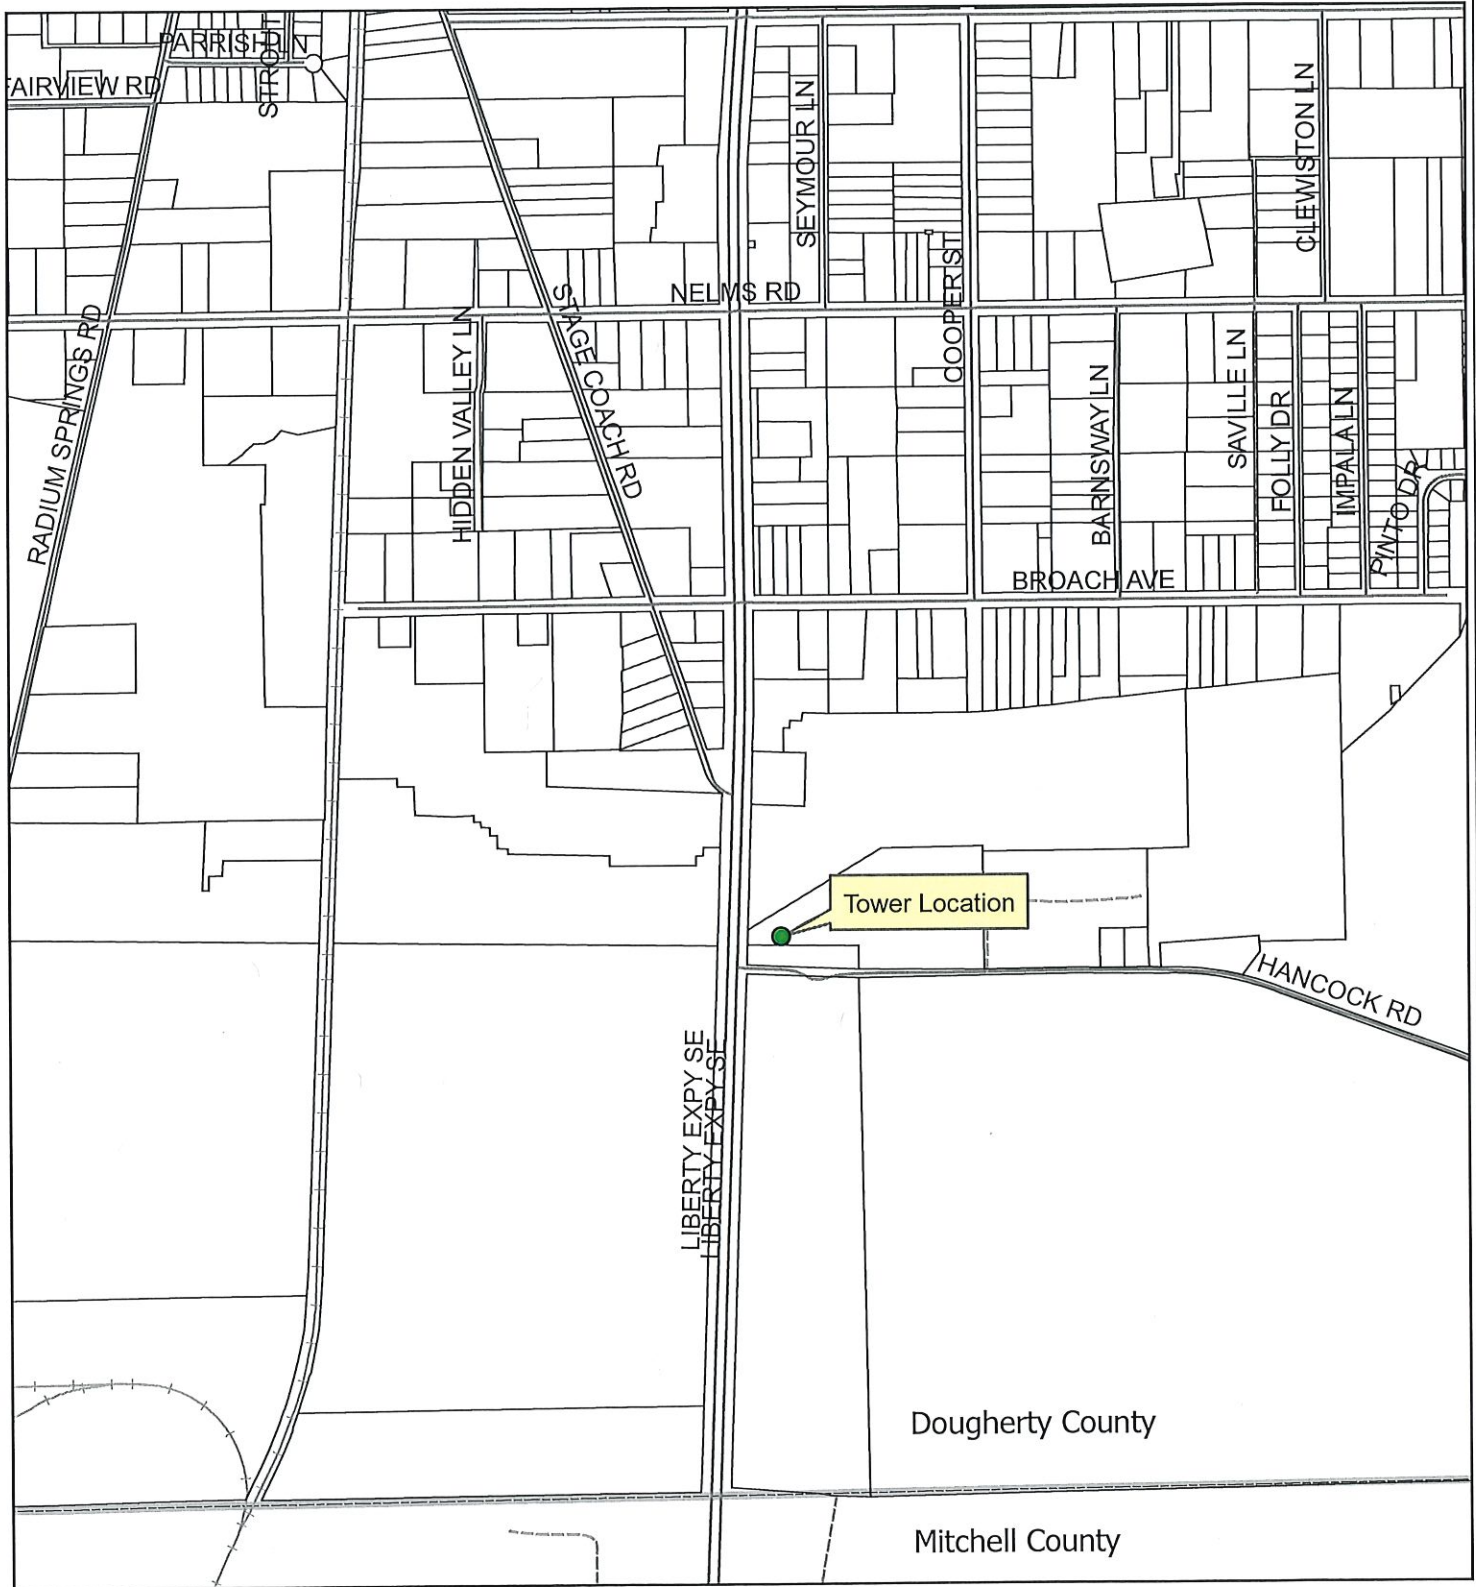 PARRISH LN
STROT
FAIRVIEW RD
SEYMOUR LN
CLEWISTON LN
COOPER ST
NELMS RD
RADIUM SPRINGS RD
HIDDEN VALLEY LN
STAGE COACH RD
BARNSWAY LN
SAVILLE LN
FOLLY DR
IMPALA LN
PINTO DR
BROACH AVE
Tower Location
HANCOCK RD
LIBERTY EXPY SE
LIBERTY EXPY SE
Dougherty County
Mitchell County